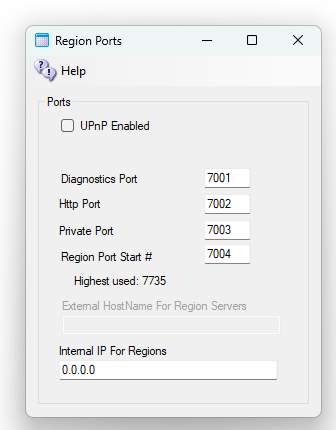 Region Ports
Help
Ports
UPnP Enabled
Diagnostics Port 7001
Http Port 7002
Private Port 7003
Region Port Start # 7004
Highest used: 7735
External HostName For Region Servers
Internal IP For Regions
0.0.0.0